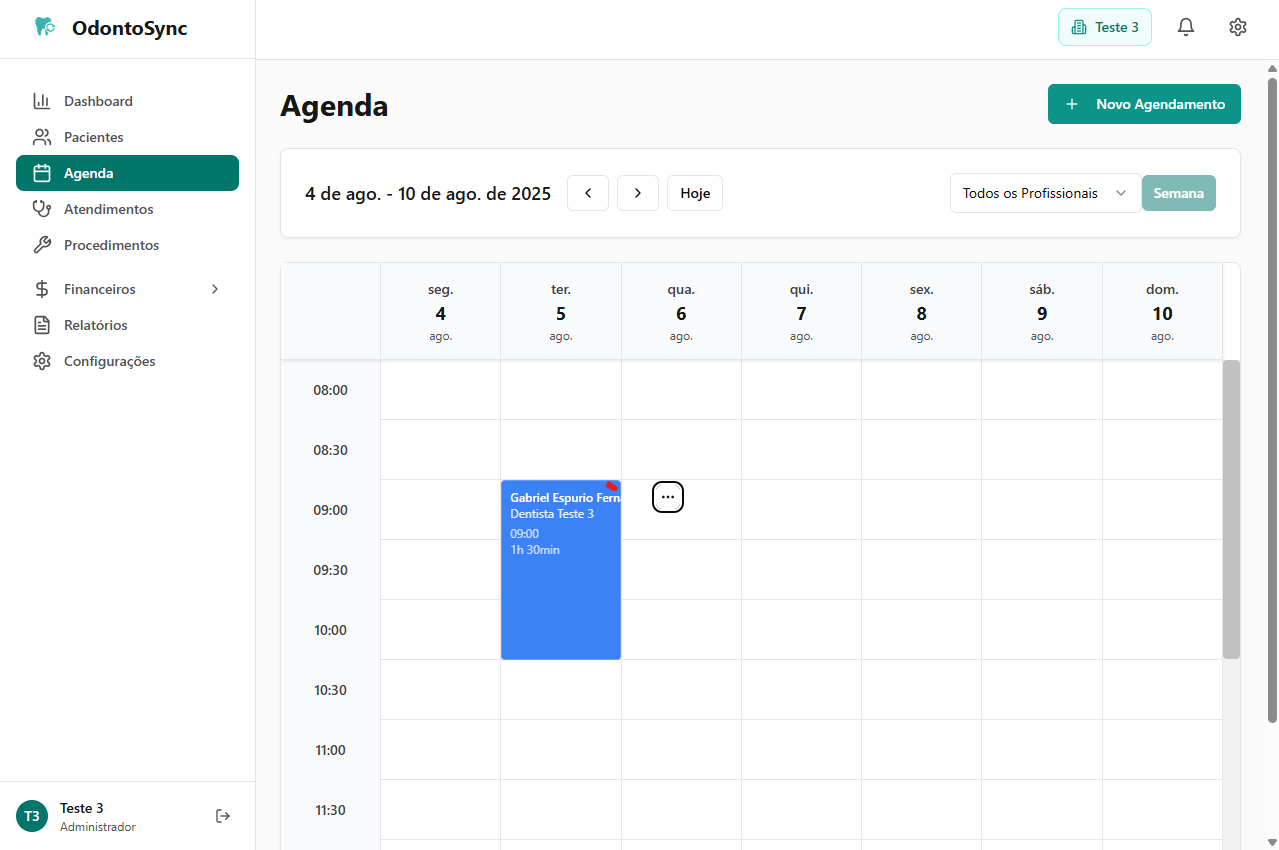 OdontoSync
Teste 3
Dashboard
Pacientes
Agenda
Atendimentos
Procedimentos
Financeiros
Relatórios
Configurações
Teste 3
Administrador
T3
Agenda
+ Novo Agendamento
4 de ago. - 10 de ago. de 2025
Hoje
Todos os Profissionais
Semana
seg. ter. qua. qui. sex. sáb. dom.
4 5 6 7 8 9 10
ago. ago. ago. ago. ago. ago. ago.
08:00
08:30
09:00
09:30
10:00
10:30
11:00
11:30
Gabriel Espurio Fern
Dentista Teste 3
09:00
1h 30min
...